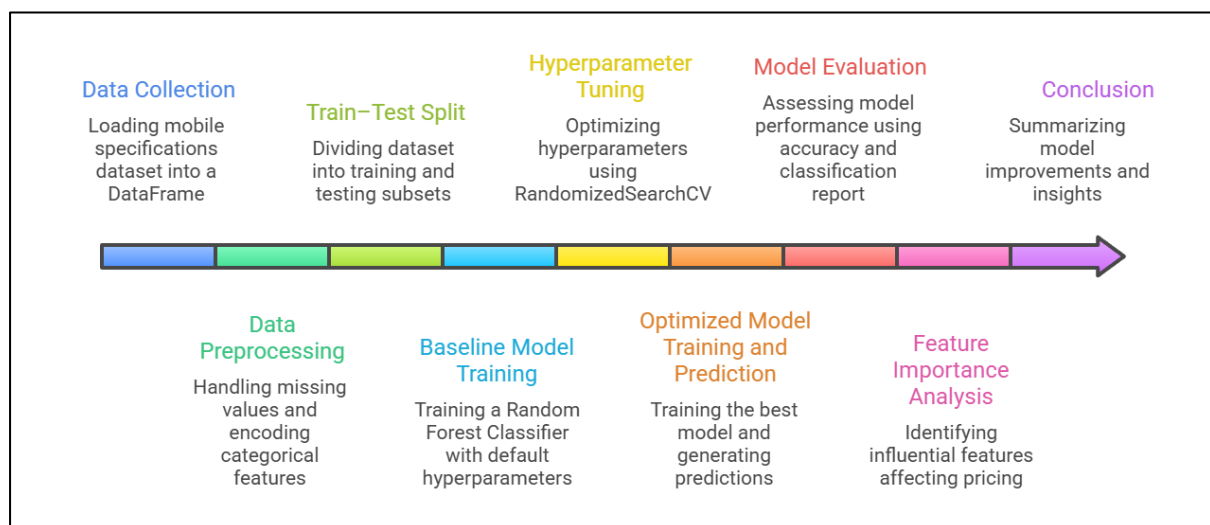 Data Collection
Loading mobile
specifications
dataset into a
DataFrame
Data
Preprocessing
Handling missing
values and
encoding
categorical
features
Train–Test Split
Dividing dataset
into training and
testing subsets
Baseline Model
Training
Training a Random
Forest Classifier
with default
hyperparameters
Hyperparameter
Tuning
Optimizing
hyperparameters
using
RandomizedSearchCV
Optimized Model
Training and
Prediction
Training the best
model and
generating
predictions
Model Evaluation
Assessing model
performance using
accuracy and
classification
report
Feature
Importance
Analysis
Identifying
influential features
affecting pricing
Conclusion
Summarizing
model
improvements and
insights